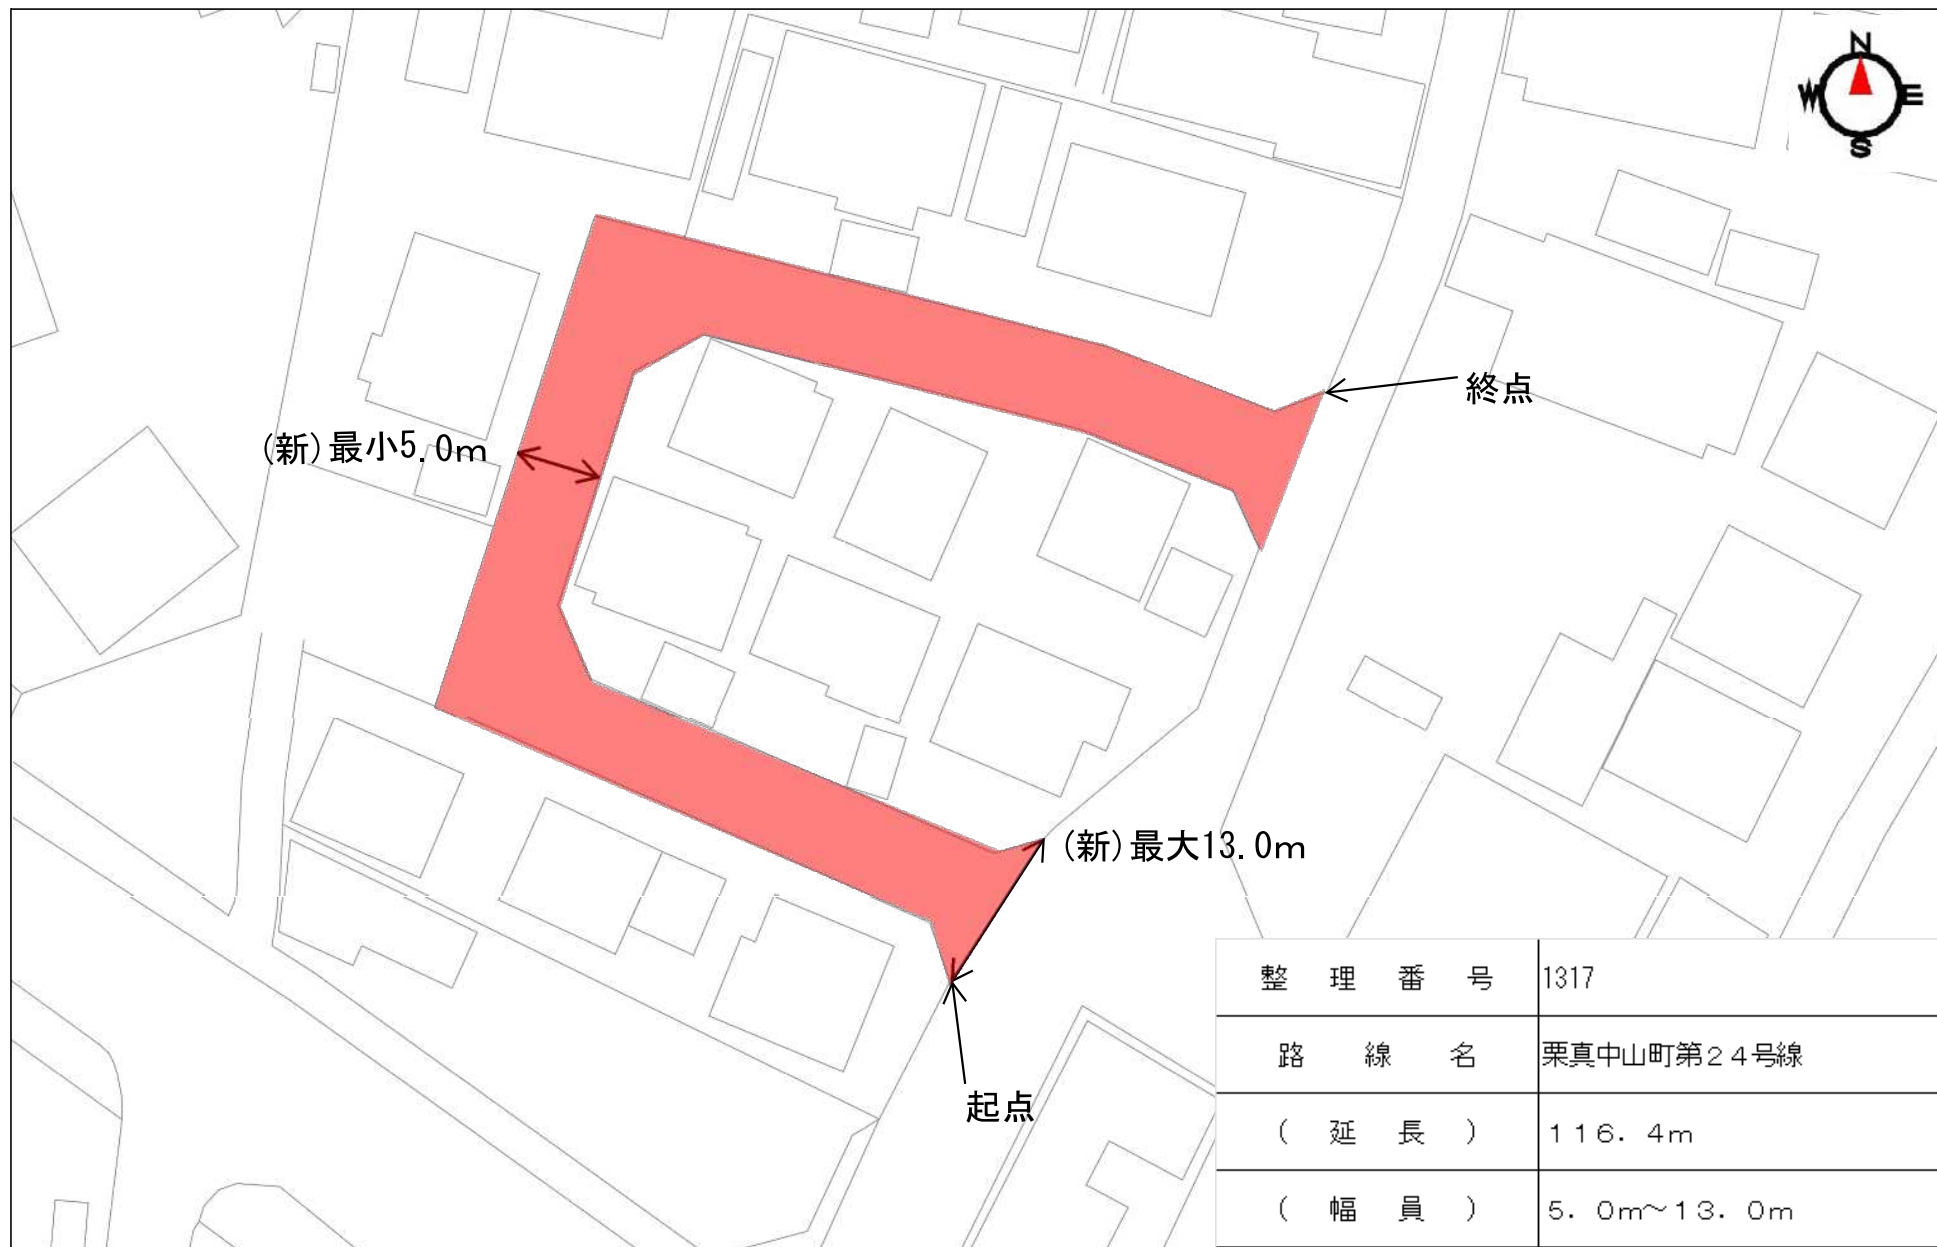 N
W E
S
終点
(新)最小5.0m
(新)最大13.0m
起点
整理番号 1317
路線名 栗真中山町第24号線
(延長) 116.4m
(幅員) 5.0m~13.0m